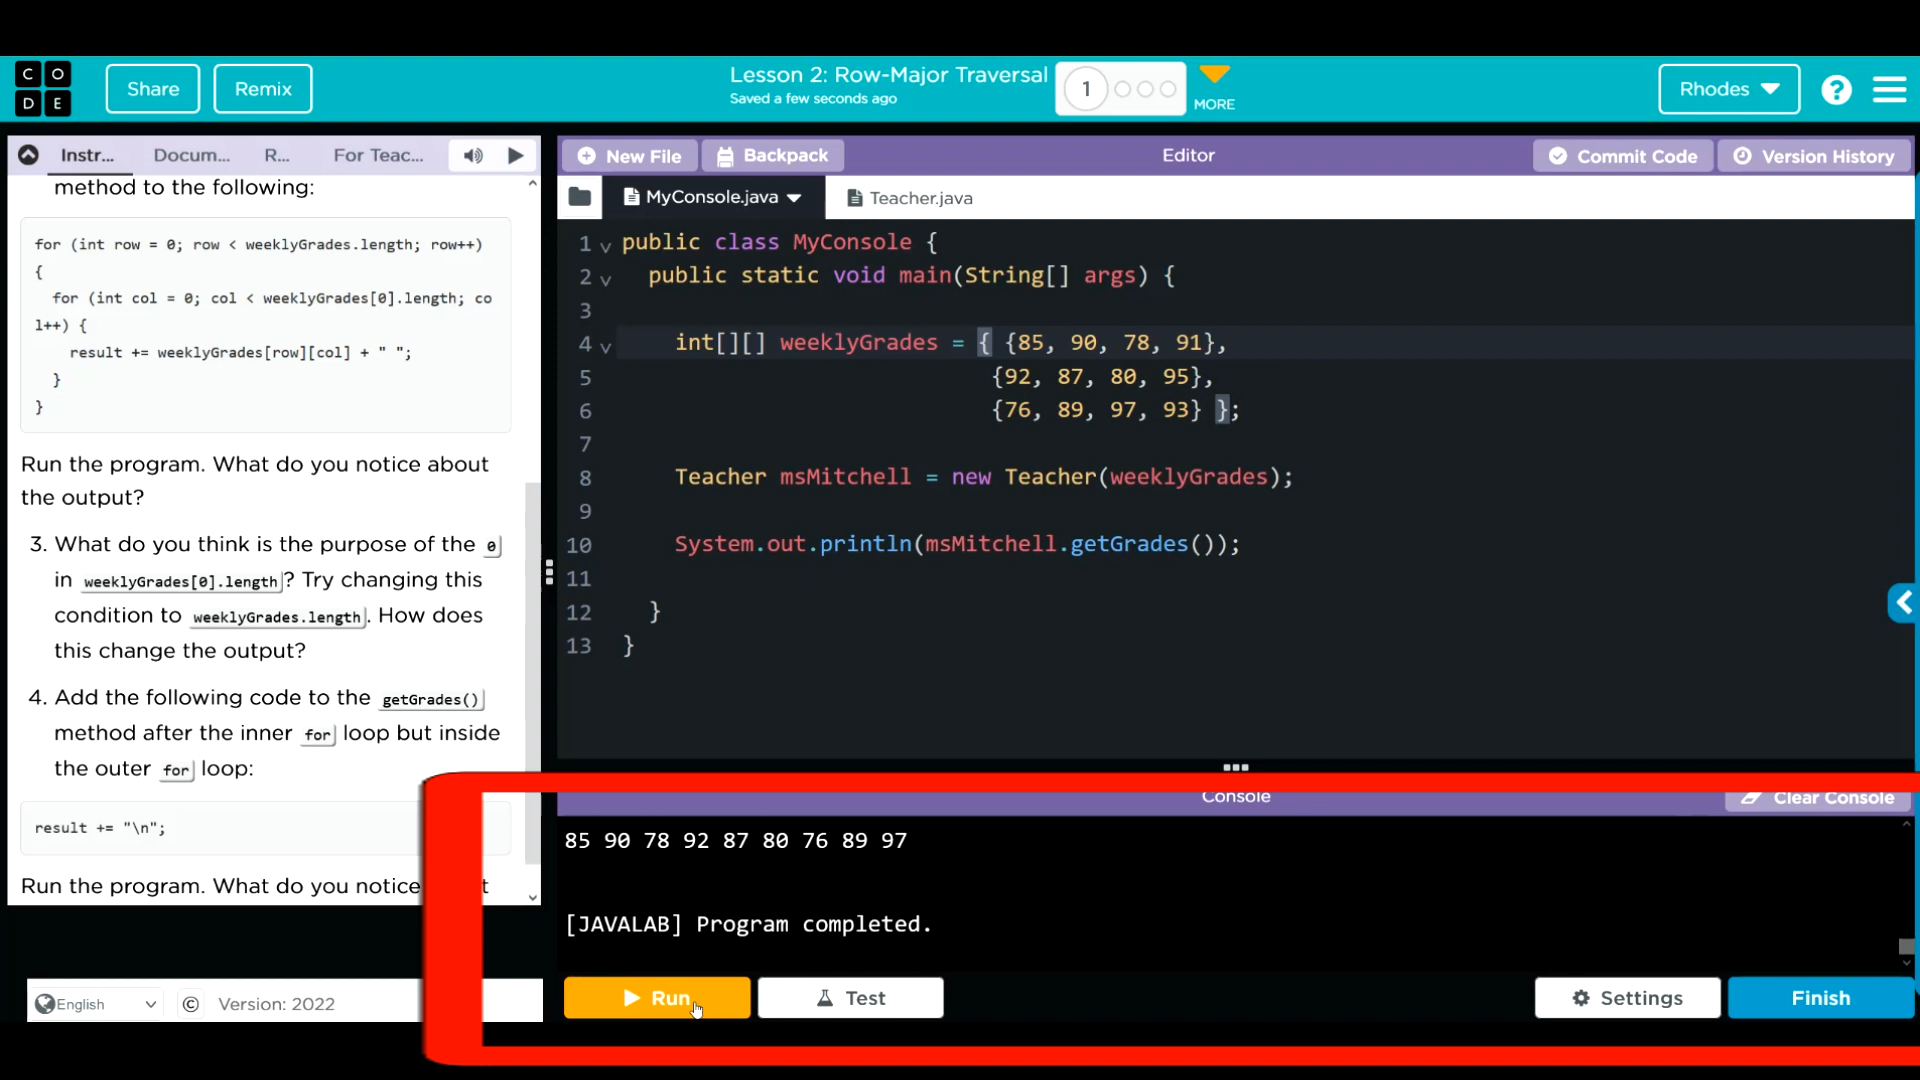 CODE
Share
Remix
Lesson 2: Row-Major Traversal
Saved a few seconds ago
1
MORE
Rhodes
?
Instr...
Docum...
R...
For Teac...
method to the following:
for (int row = 0; row < weeklyGrades.length; row++)
{
for (int col = 0; col < weeklyGrades[0].length; co
l++) {
result += weeklyGrades[row][col] + " ";
}
}
Run the program. What do you notice about
the output?
3. What do you think is the purpose of the 0
in weeklyGrades[0].length? Try changing this
condition to weeklyGrades.length. How does
this change the output?
4. Add the following code to the getGrades()
method after the inner for loop but inside
the outer for loop:
result += "\n";
Run the program. What do you notice t
English
© Version: 2022
New File
Backpack
Editor
Commit Code
Version History
MyConsole.java
Teacher.java
1 public class MyConsole {
2 public static void main(String[] args) {
3
4 int[][] weeklyGrades = { {85, 90, 78, 91},
5 {92, 87, 80, 95},
6 {76, 89, 97, 93} };
7
8 Teacher msMitchell = new Teacher(weeklyGrades);
9
10 System.out.println(msMitchell.getGrades());
11
12 }
13 }
Console
Clear Console
85 90 78 92 87 80 76 89 97
[JAVALAB] Program completed.
Run
Test
Settings
Finish